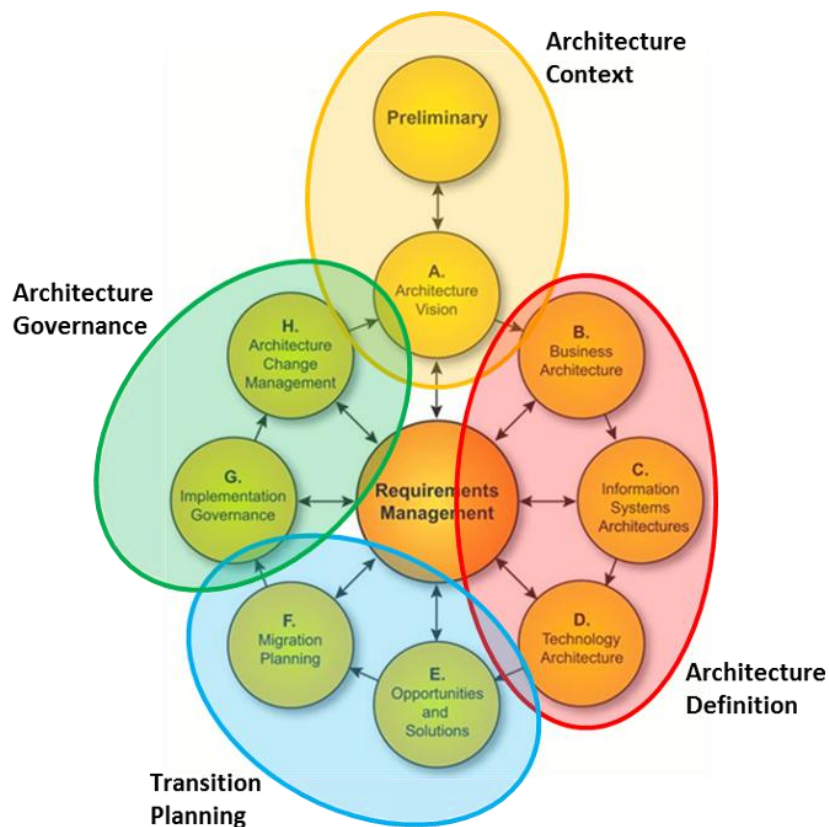 Architecture
Context
Preliminary
A.
Architecture
Vision
Architecture
Governance
H.
Architecture
Change
Management
B.
Business
Architecture
G.
Implementation
Governance
Requirements
Management
C.
Information
Systems
Architectures
F.
Migration
Planning
E.
Opportunities
and
Solutions
D.
Technology
Architecture
Architecture
Definition
Transition
Planning